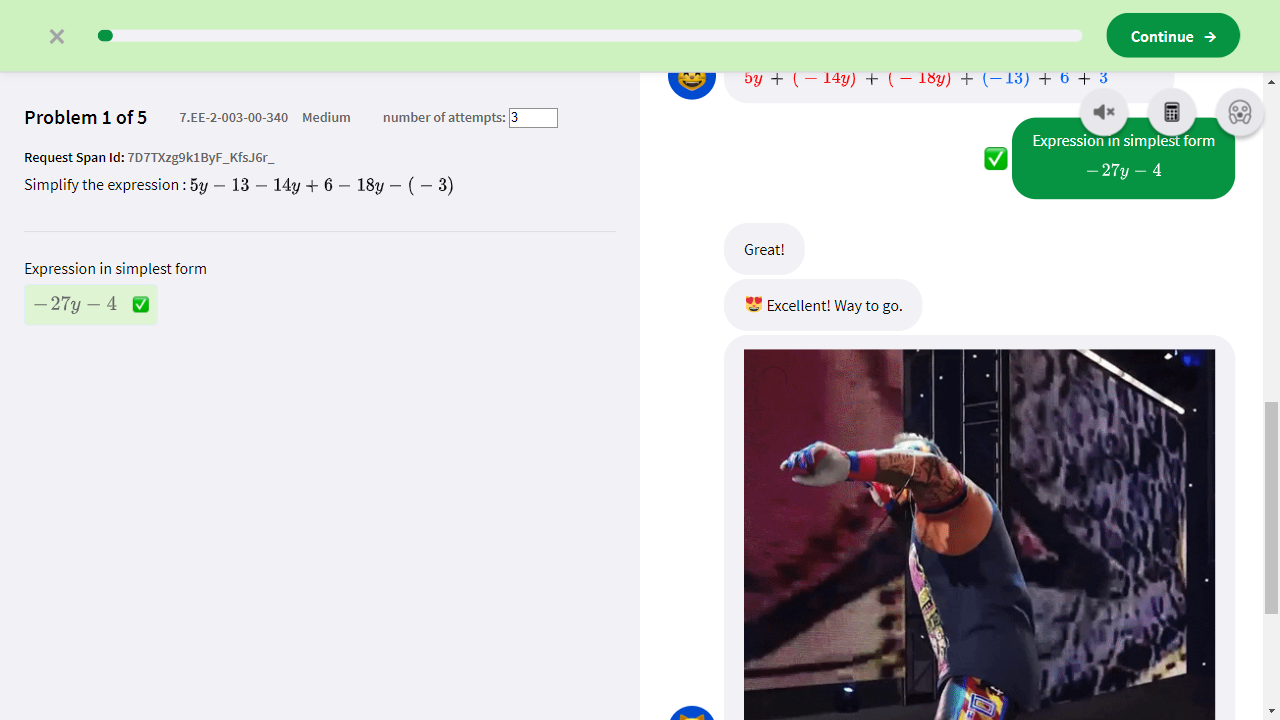 Continue →
Problem 1 of 5 7.EE-2-003-00-340 Medium number of attempts: 3
Request Span Id: 7D7TXzg9k1ByF_KfsJ6r_
Simplify the expression : 5y − 13 − 14y + 6 − 18y − ( − 3)
Expression in simplest form
−27y − 4
5y + ( − 14y) + ( − 18y) + (−13) + 6 + 3
Expression in simplest form
−27y − 4
Great!
Excellent! Way to go.